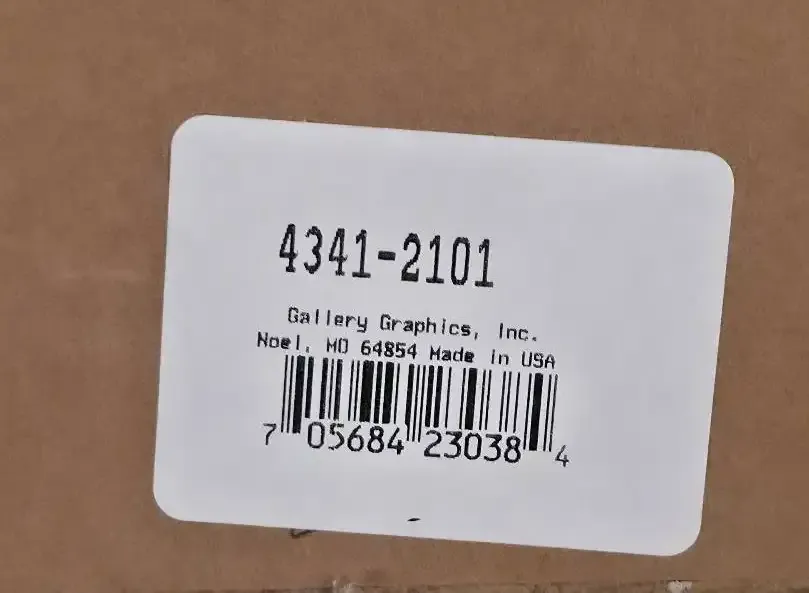 4341-2101
Gallery Graphics, Inc.
Noel, MO 64854 Made in USA
7 05684 23038 4